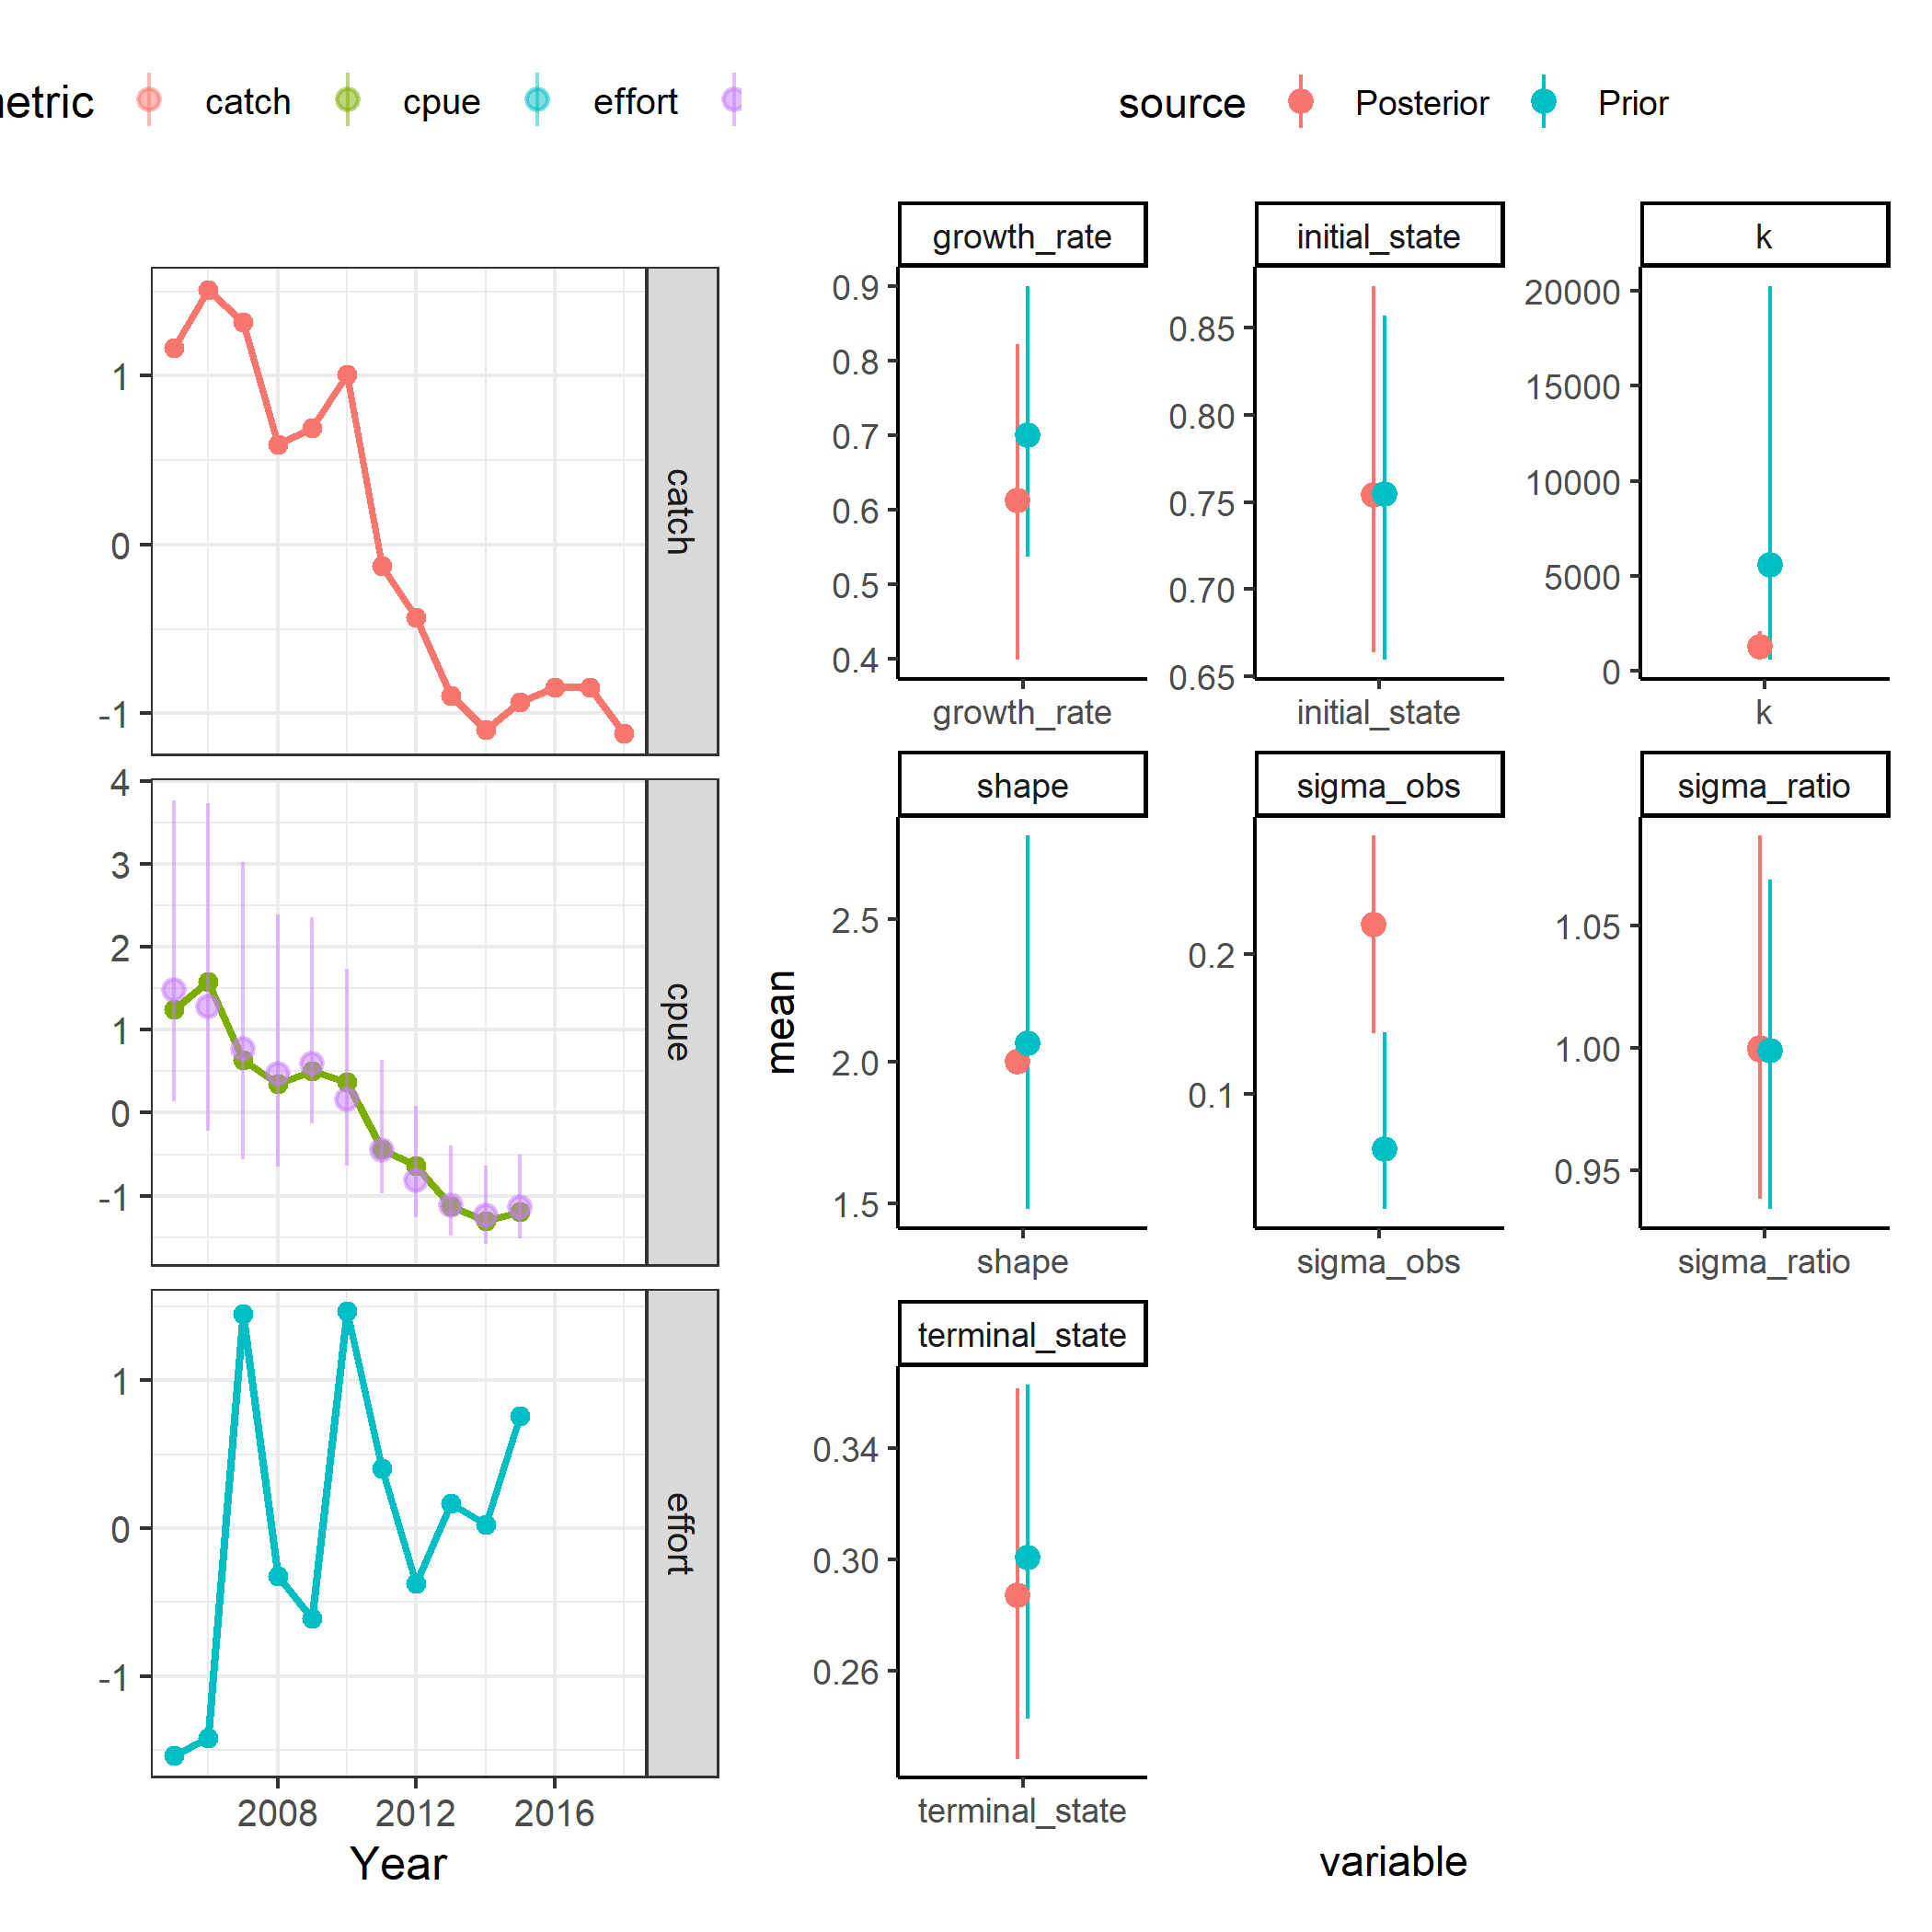 etric catch cpue effort
source Posterior Prior
1
0
-1
catch
4
3
2
1
0
-1
cpue
1
0
-1
effort
2008 2012 2016
Year
mean
growth_rate initial_state k
0.9
0.8
0.7
0.6
0.5
0.4
growth_rate
0.85
0.80
0.75
0.70
0.65
initial_state
20000
15000
10000
5000
0
k
shape sigma_obs sigma_ratio
2.5
2.0
1.5
shape
0.2
0.1
sigma_obs
1.05
1.00
0.95
sigma_ratio
terminal_state
0.34
0.30
0.26
terminal_state
variable